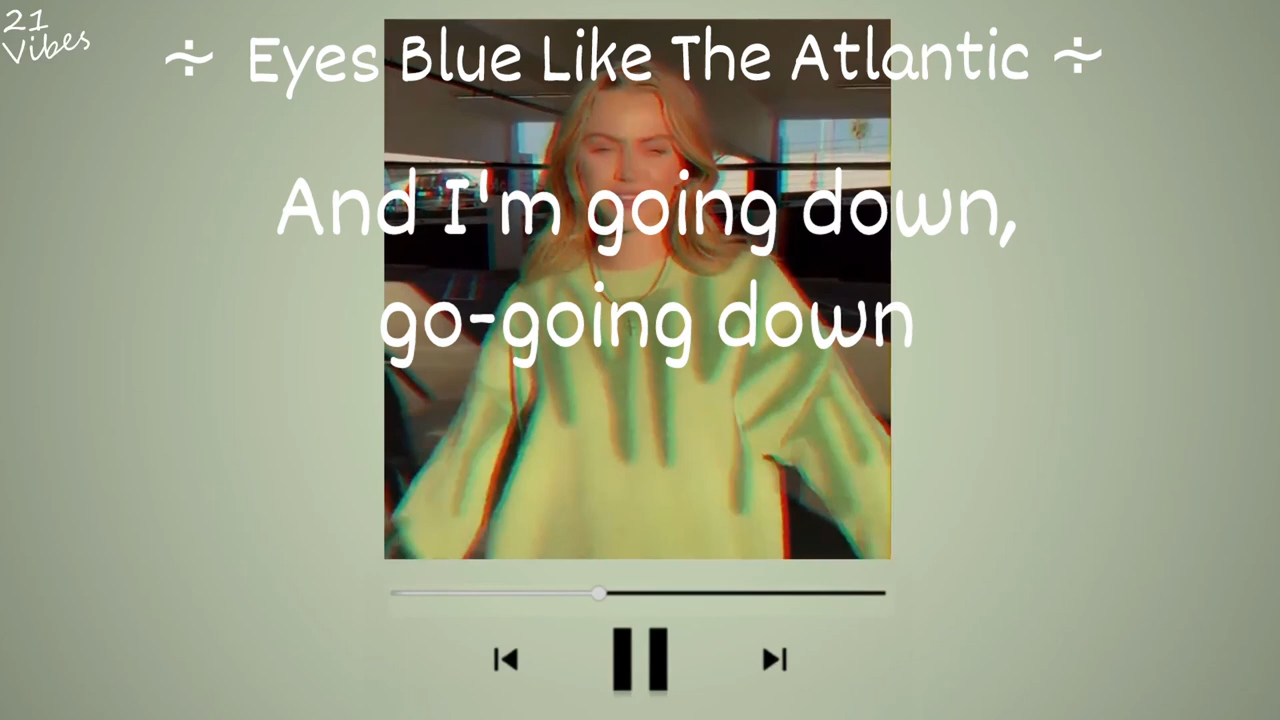 21
Vibes
÷ Eyes Blue Like The Atlantic ÷
And I'm going down,
go-going down